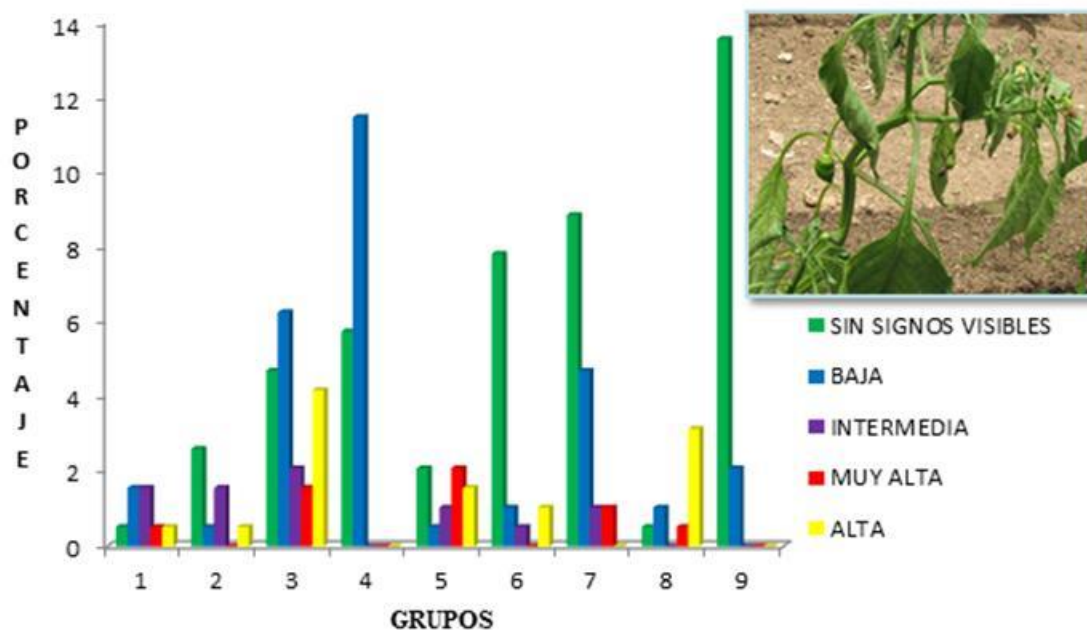 14
12
10
8
6
4
2
0
PORCENTAJE
1 2 3 4 5 6 7 8 9
GRUPOS
SIN SIGNOS VISIBLES
BAJA
INTERMEDIA
MUY ALTA
ALTA